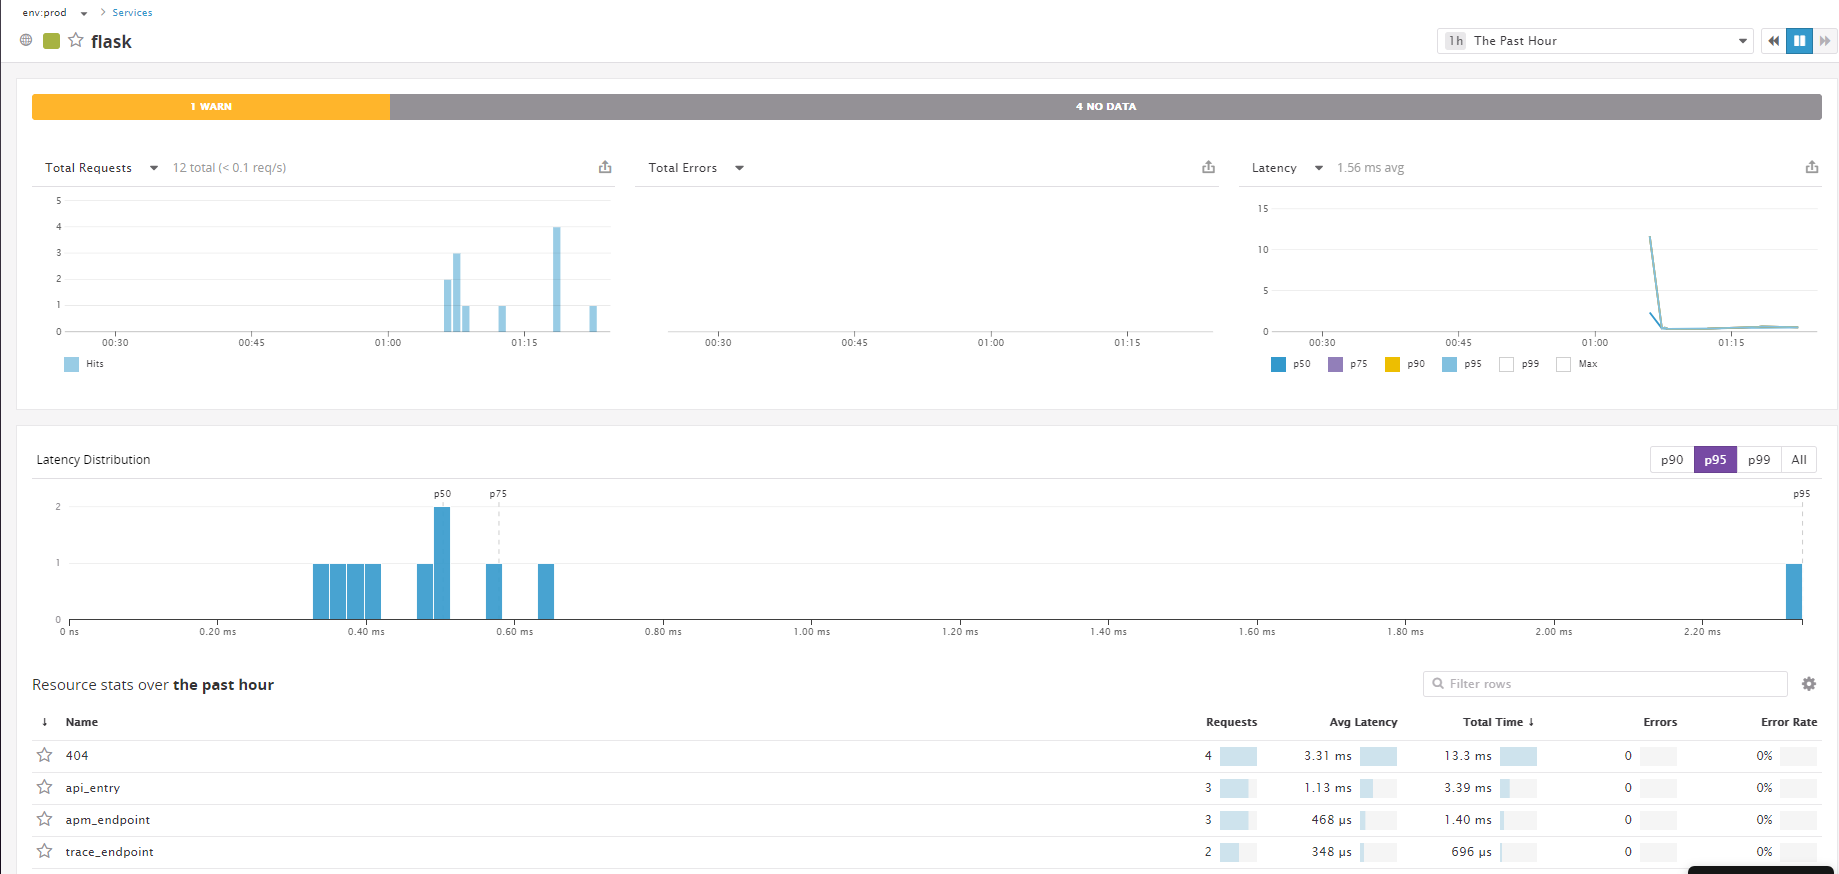 env:prod > Services
flask
1h The Past Hour
1 WARN 4 NO DATA
Total Requests 12 total (< 0.1 req/s)
5
4
3
2
1
0
00:30 00:45 01:00 01:15
Hits
Total Errors
00:30 00:45 01:00 01:15
Latency 1.56 ms avg
15
10
5
0
00:30 00:45 01:00 01:15
p50 p75 p90 p95 p99 Max
Latency Distribution
p90 p95 p99 All
p50 p75 p95
2
1
0
0 ns 0.20 ms 0.40 ms 0.60 ms 0.80 ms 1.00 ms 1.20 ms 1.40 ms 1.60 ms 1.80 ms 2.00 ms 2.20 ms
Resource stats over the past hour
Filter rows
↓ Name Requests Avg Latency Total Time ↓ Errors Error Rate
404 4 3.31 ms 13.3 ms 0 0%
api_entry 3 1.13 ms 3.39 ms 0 0%
apm_endpoint 3 468 µs 1.40 ms 0 0%
trace_endpoint 2 348 µs 696 µs 0 0%